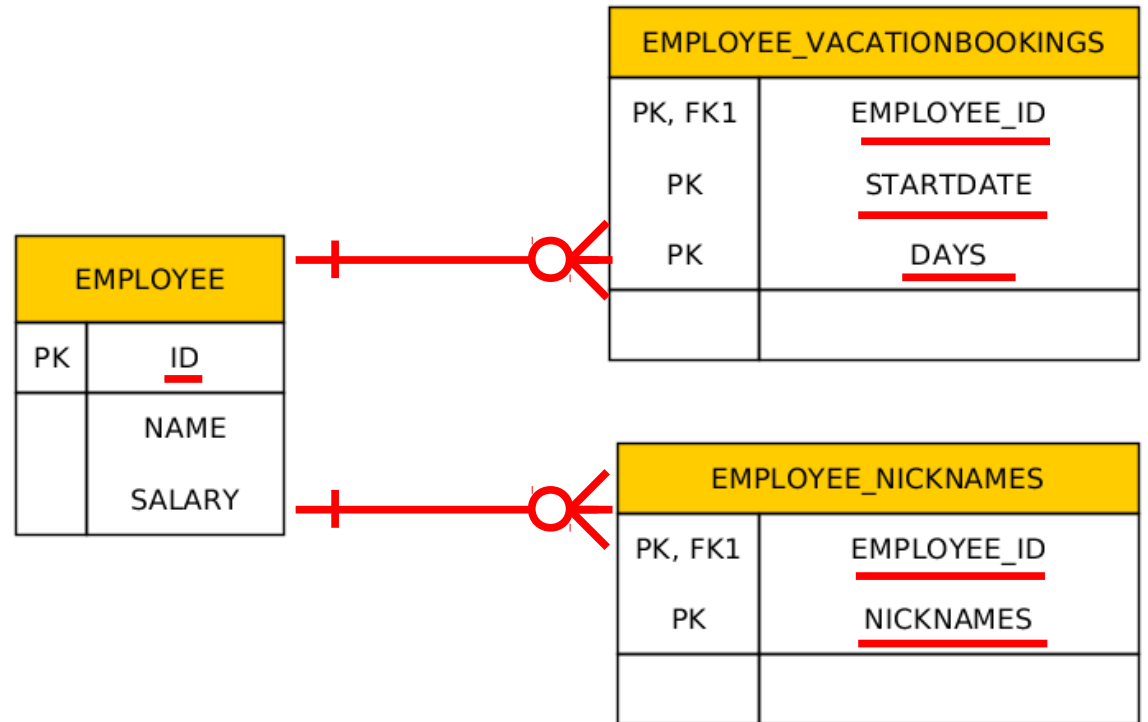 EMPLOYEE
PK ID
NAME
SALARY
EMPLOYEE_VACATIONBOOKINGS
PK, FK1 EMPLOYEE_ID
PK STARTDATE
PK DAYS
EMPLOYEE_NICKNAMES
PK, FK1 EMPLOYEE_ID
PK NICKNAMES